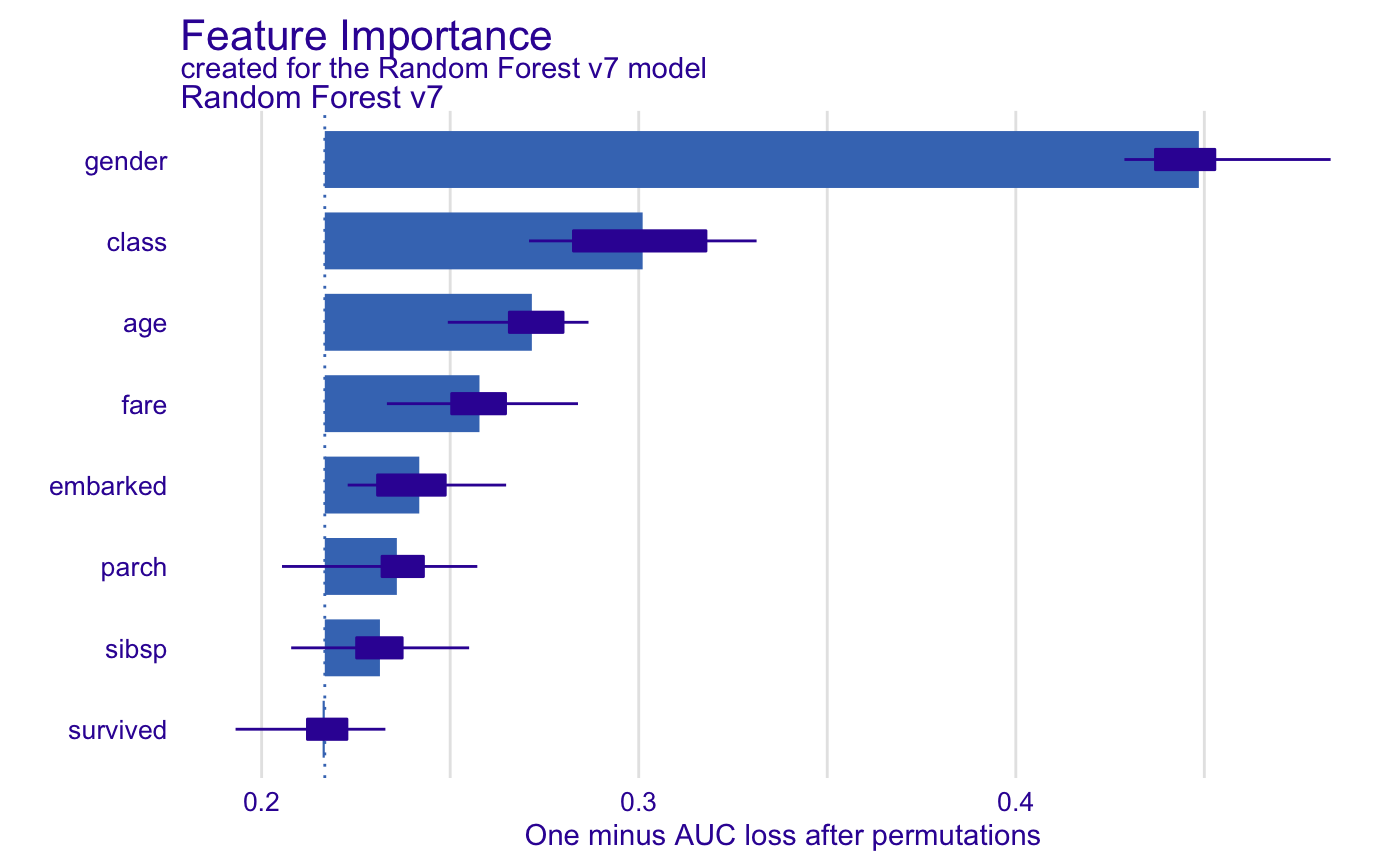 Feature Importance
created for the Random Forest v7 model
Random Forest v7
gender
class
age
fare
embarked
parch
sibsp
survived
0.2
0.3
0.4
One minus AUC loss after permutations